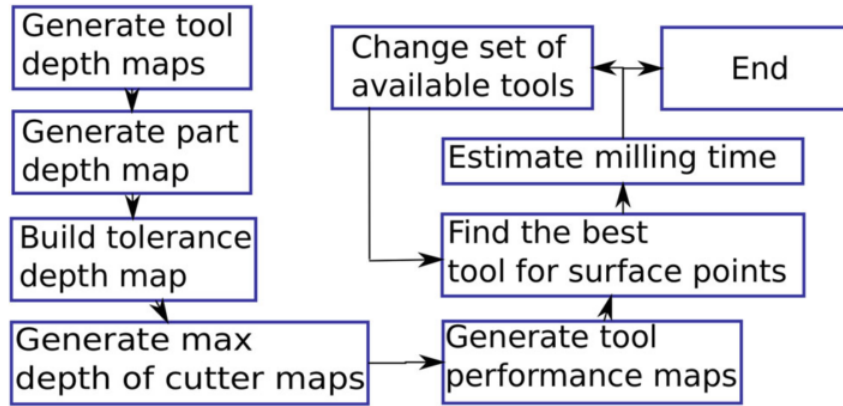 Generate tool
depth maps
Generate part
depth map
Build tolerance
depth map
Generate max
depth of cutter maps
Generate tool
performance maps
Find the best
tool for surface points
Estimate milling time
Change set of
available tools
End